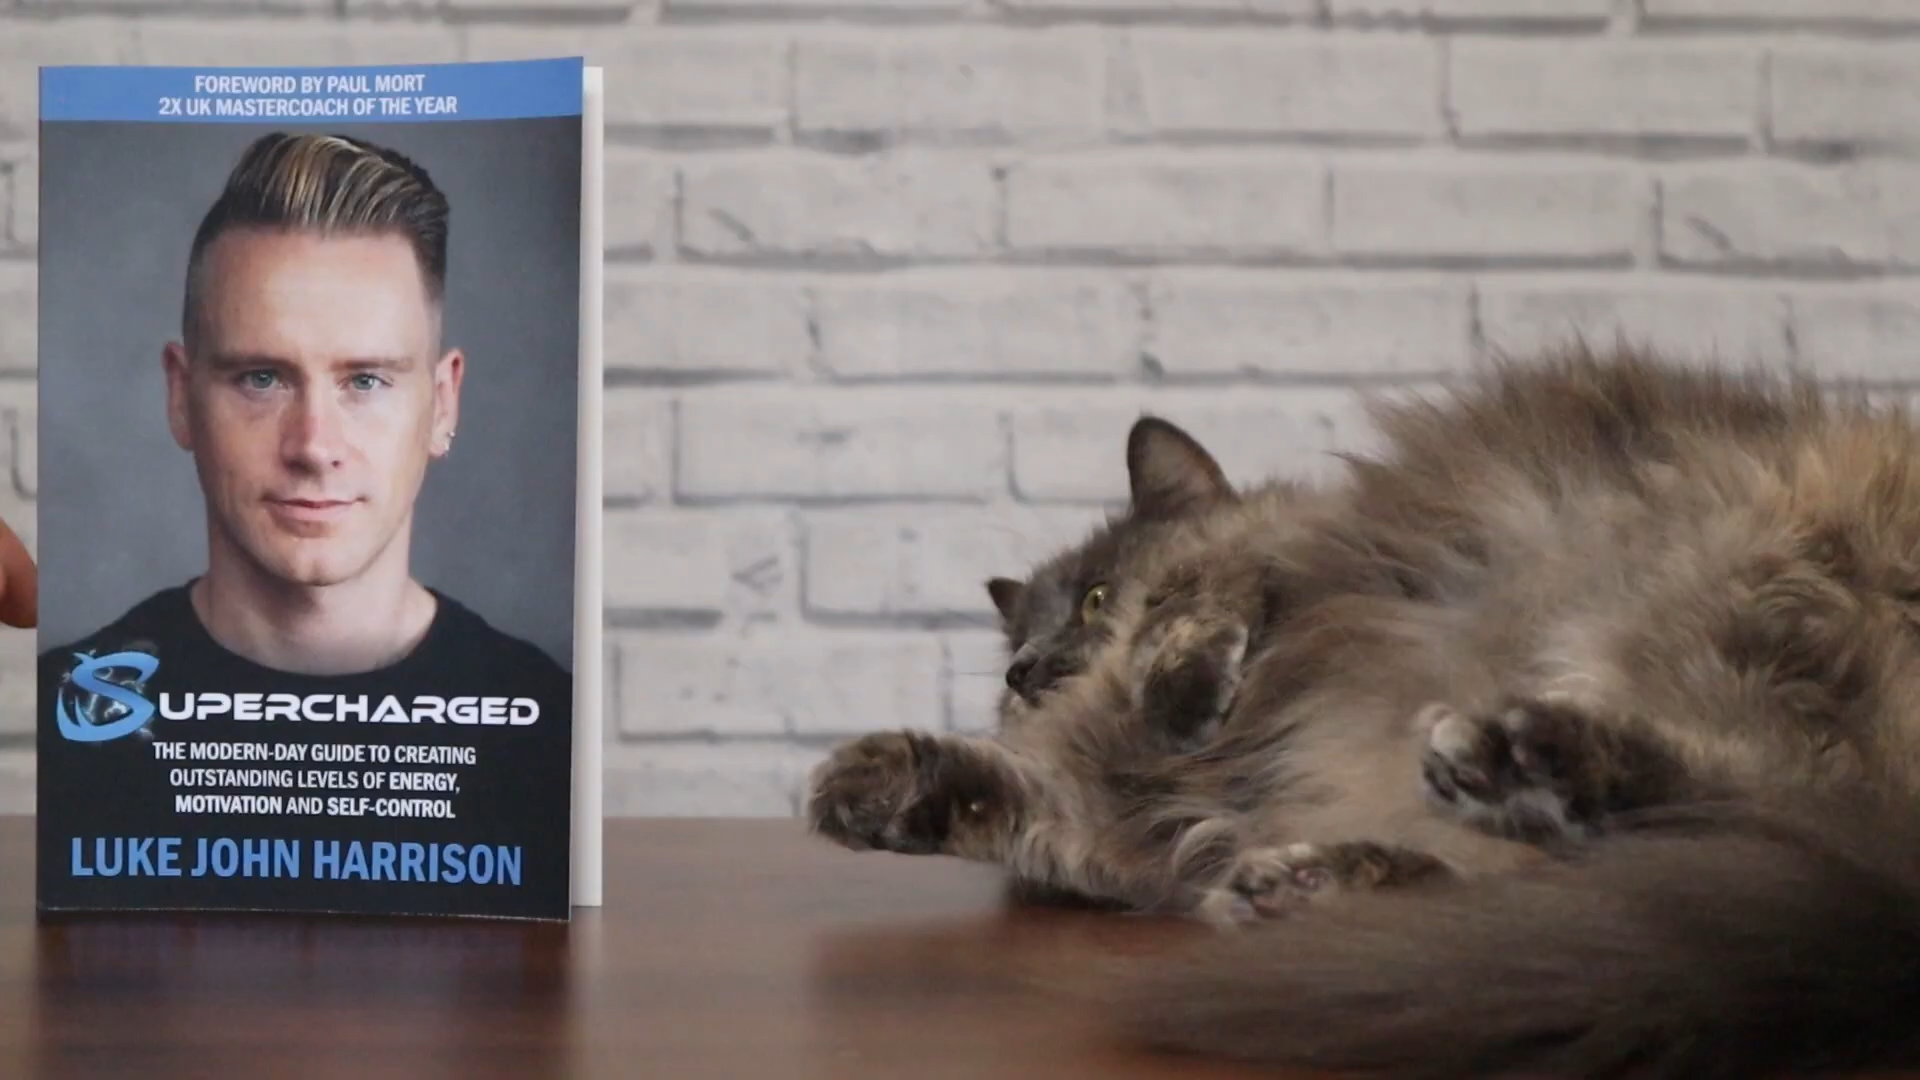 FOREWORD BY PAUL MORT
2X UK MASTERCOACH OF THE YEAR
SUPERCHARGED
THE MODERN-DAY GUIDE TO CREATING
OUTSTANDING LEVELS OF ENERGY,
MOTIVATION AND SELF-CONTROL
LUKE JOHN HARRISON